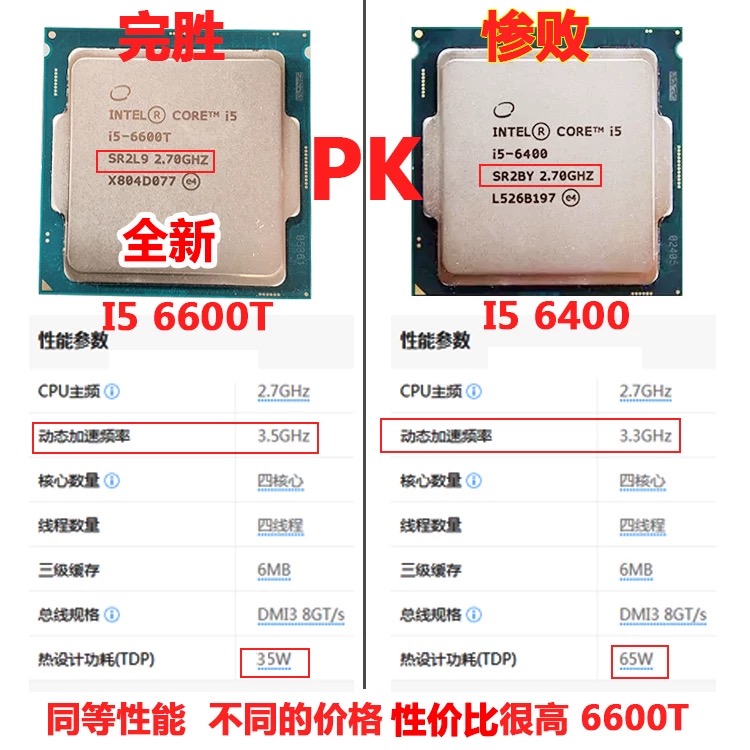 完胜
INTEL® CORE™ i5
i5-6600T
SR2L9 2.70GHZ
X804D077 e4
全新
I5 6600T
PK
惨败
INTEL® CORE™ i5
i5-6400
SR2BY 2.70GHZ
L526B197 e4
I5 6400
性能参数
CPU主频 2.7GHz
动态加速频率 3.5GHz
核心数量 四核心
线程数量 四线程
三级缓存 6MB
总线规格 DMI3 8GT/s
热设计功耗(TDP) 35W
性能参数
CPU主频 2.7GHz
动态加速频率 3.3GHz
核心数量 四核心
线程数量 四线程
三级缓存 6MB
总线规格 DMI3 8GT/s
热设计功耗(TDP) 65W
同等性能 不同的价格 性价比很高 6600T